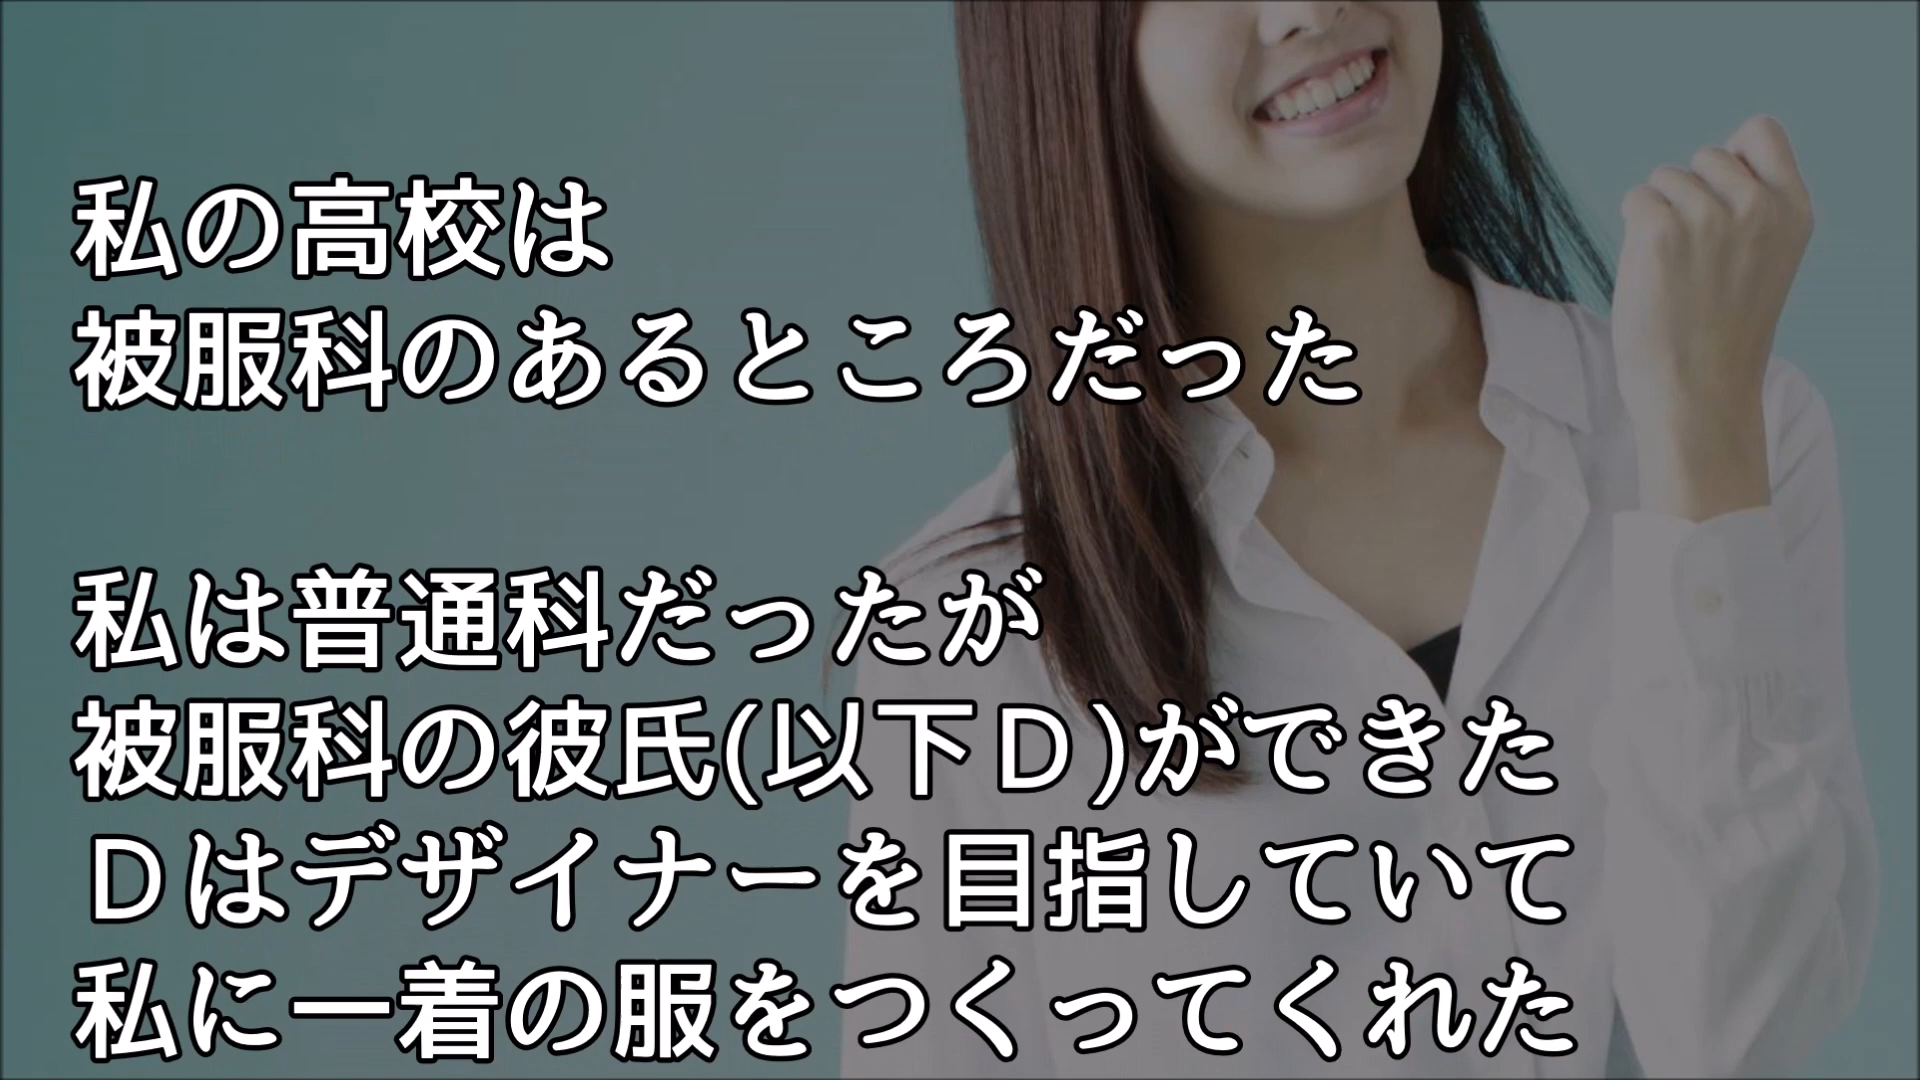 私の高校は
被服科のあるところだった
私は普通科だったが
被服科の彼氏(以下Ｄ)ができた
Ｄはデザイナーを目指していて
私に一着の服をつくってくれた